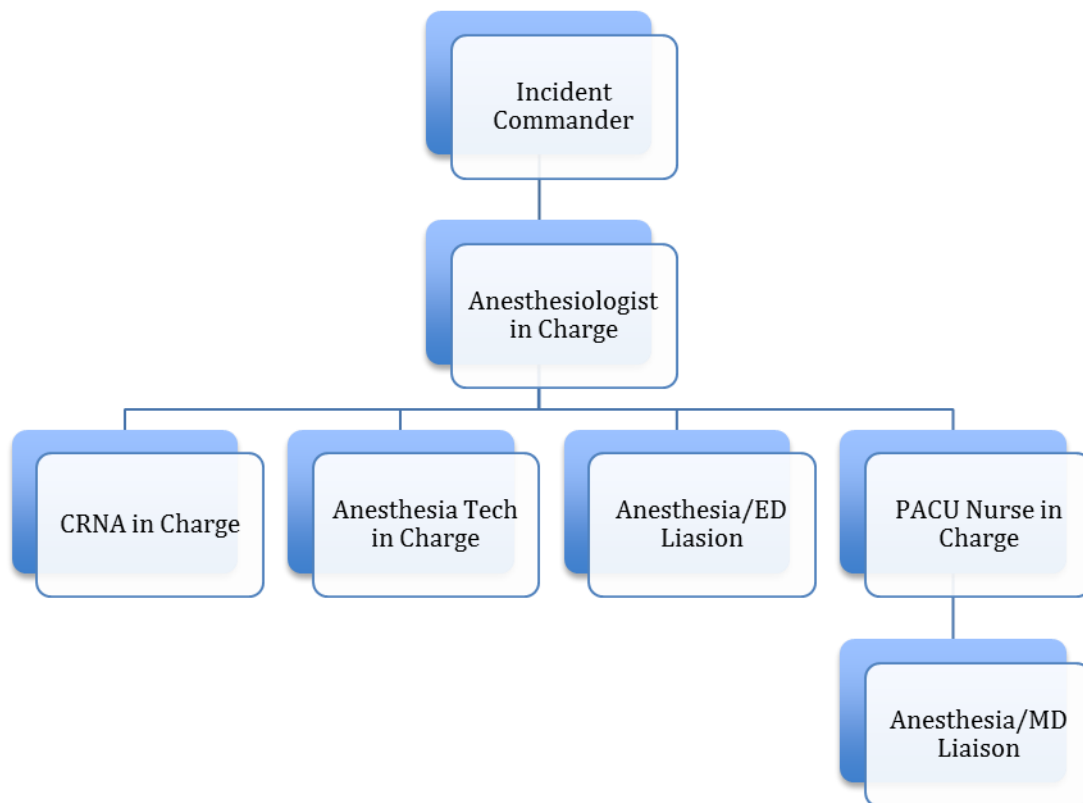 Incident
Commander
Anesthesiologist
in Charge
CRNA in Charge
Anesthesia Tech
in Charge
Anesthesia/ED
Liasion
PACU Nurse in
Charge
Anesthesia/MD
Liaison